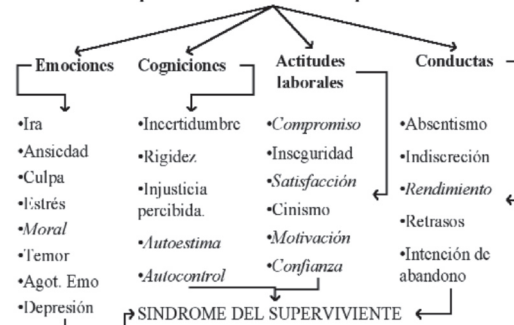 Emociones
Cogniciones
Actitudes
laborales
Conductas
•Ira
•Ansiedad
•Culpa
•Estrés
•Moral
•Temor
•Agot. Emo
•Depresión
•Incertidumbre
•Rigidez
•Injusticia
percibida.
•Autoestima
•Autocontrol
•Compromiso
•Inseguridad
•Satisfacción
•Cinismo
•Motivación
•Confianza
•Absentismo
•Indiscreción
•Rendimiento
•Retrasos
•Intención de
abandono
SINDROME DEL SUPERVIVIENTE